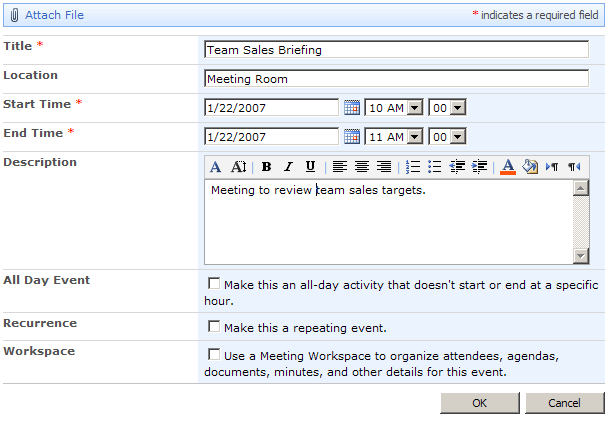 Attach File * indicates a required field
Title * Team Sales Briefing
Location Meeting Room
Start Time * 1/22/2007 10 AM 00
End Time * 1/22/2007 11 AM 00
Description A A B I U A
Meeting to review team sales targets.
All Day Event Make this an all-day activity that doesn't start or end at a specific
hour.
Recurrence Make this a repeating event.
Workspace Use a Meeting Workspace to organize attendees, agendas,
documents, minutes, and other details for this event.
OK Cancel